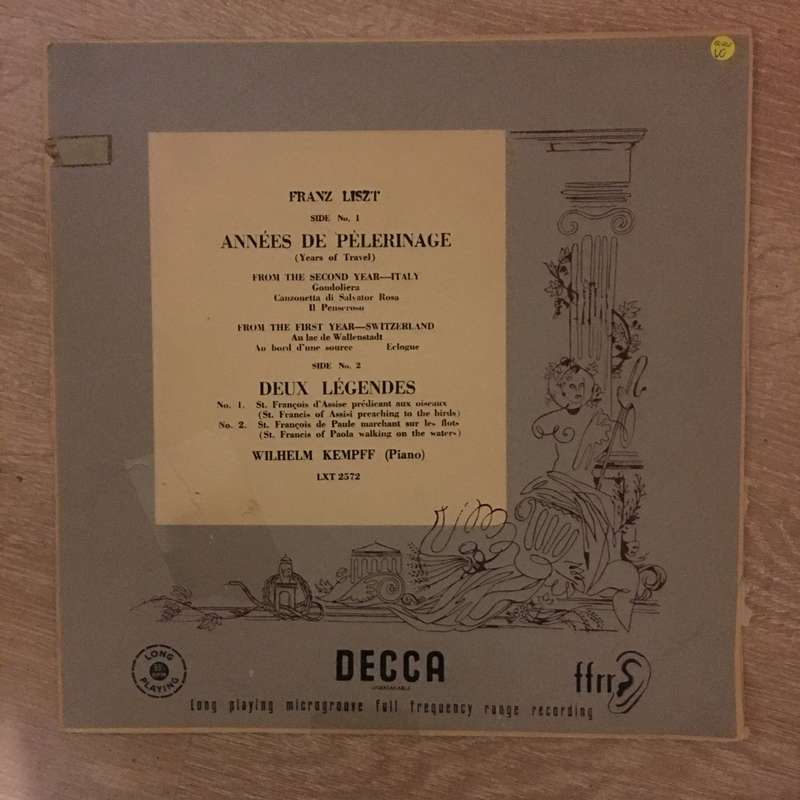 VG
FRANZ LISZT
SIDE No. 1
ANNÉES DE PÈLERINAGE
(Years of Travel)
FROM THE SECOND YEAR—ITALY
Gondoliera
Canzonetta di Salvator Rosa
Il Penseroso
FROM THE FIRST YEAR—SWITZERLAND
Au lac de Wallenstadt
Au bord d'une source Eclogue
SIDE No. 2
DEUX LÉGENDES
No. 1. St. François d'Assise prédicant aux oiseaux
(St. Francis of Assisi preaching to the birds)
No. 2. St. François de Paule marchant sur les flots
(St. Francis of Paola walking on the waters)
WILHELM KEMPFF (Piano)
LXT 2572
LONG PLAYING
DECCA
ffrr
UNBREAKABLE
Long playing microgroove full frequency range recording